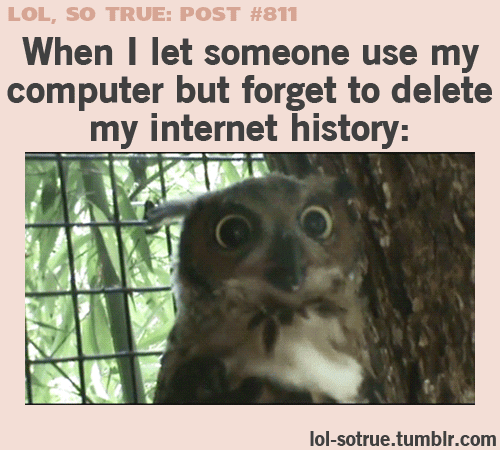 LOL, SO TRUE: POST #811
When I let someone use my
computer but forget to delete
my internet history:
lol-sotrue.tumblr.com